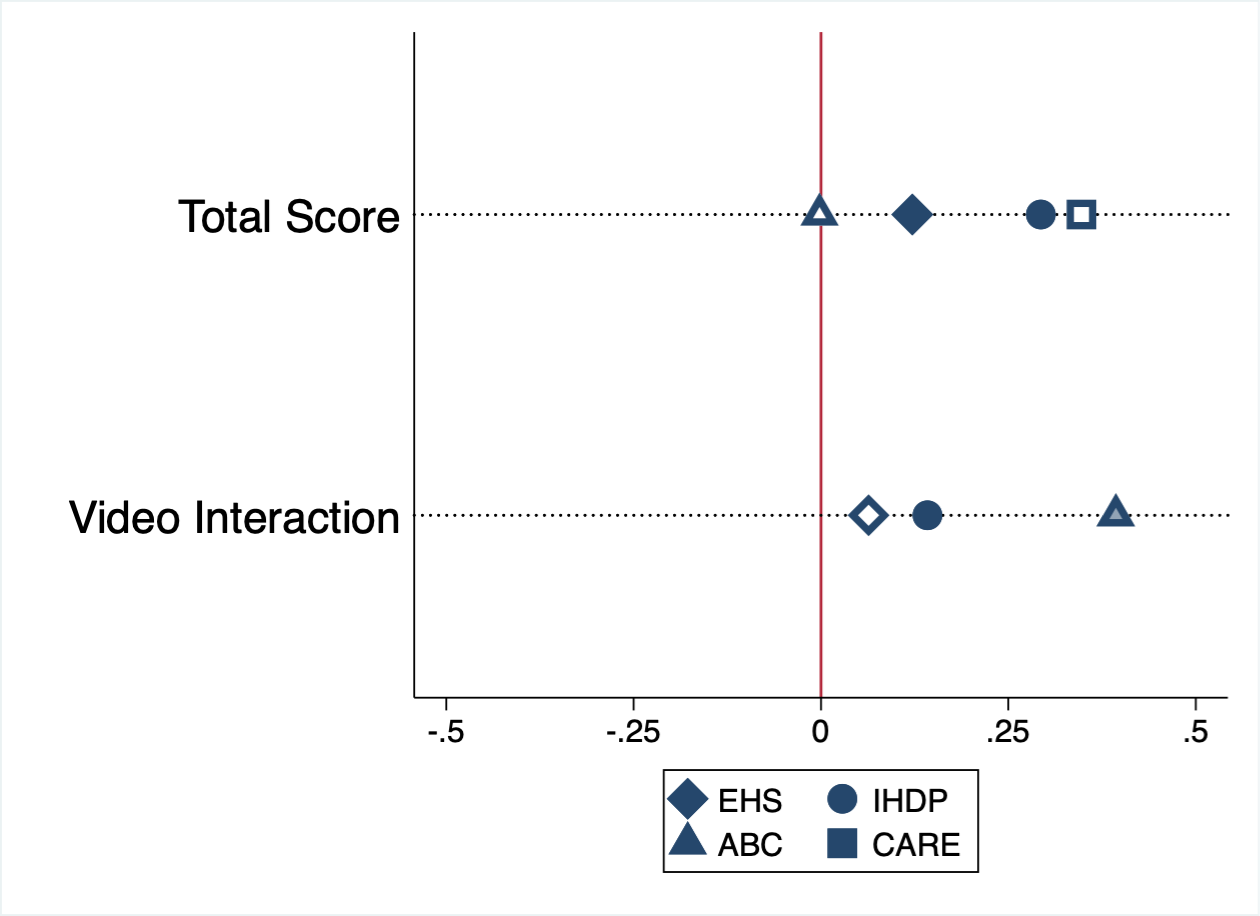 Total Score
Video Interaction
-.5 -.25 0 .25 .5
EHS IHDP
ABC CARE